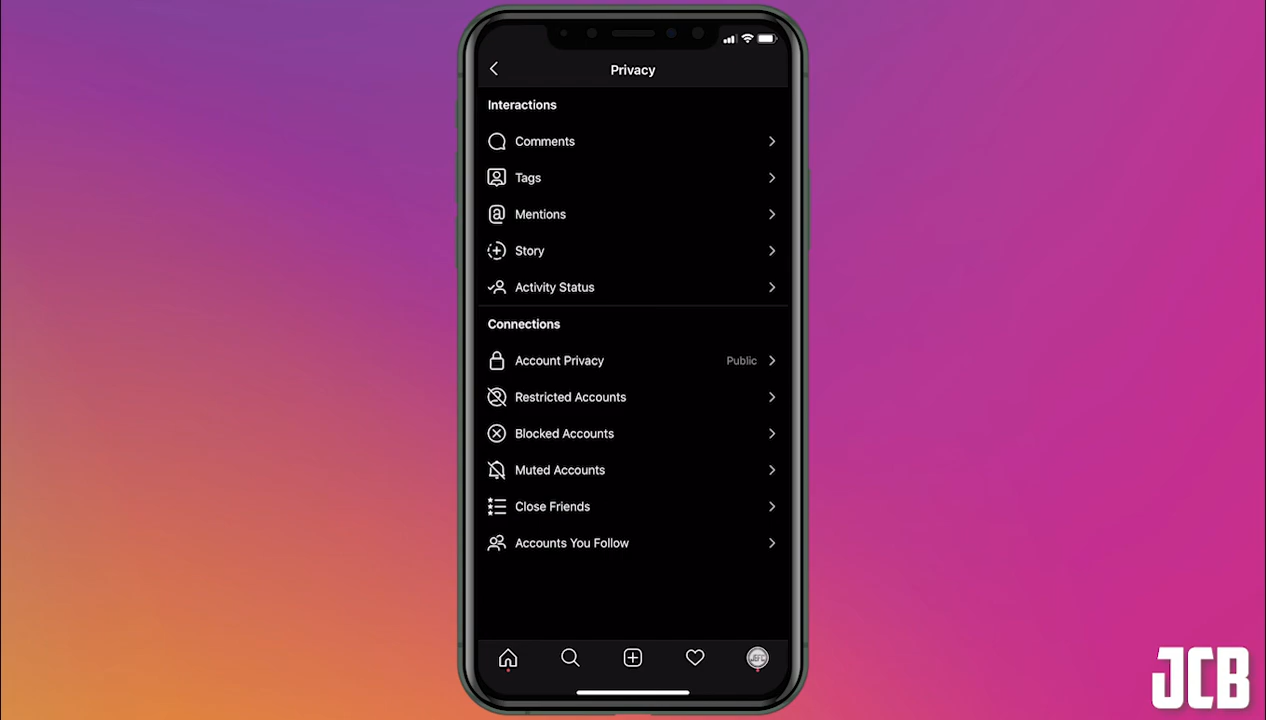 Privacy
Interactions
Comments
Tags
Mentions
Story
Activity Status
Connections
Account Privacy Public
Restricted Accounts
Blocked Accounts
Muted Accounts
Close Friends
Accounts You Follow
JCB